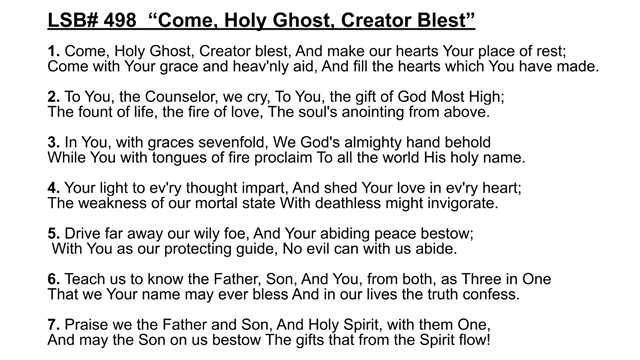 LSB# 498 “Come, Holy Ghost, Creator Blest”
1. Come, Holy Ghost, Creator blest, And make our hearts Your place of rest;
Come with Your grace and heav'nly aid, And fill the hearts which You have made.
2. To You, the Counselor, we cry, To You, the gift of God Most High;
The fount of life, the fire of love, The soul's anointing from above.
3. In You, with graces sevenfold, We God's almighty hand behold
While You with tongues of fire proclaim To all the world His holy name.
4. Your light to ev'ry thought impart, And shed Your love in ev'ry heart;
The weakness of our mortal state With deathless might invigorate.
5. Drive far away our wily foe, And Your abiding peace bestow;
With You as our protecting guide, No evil can with us abide.
6. Teach us to know the Father, Son, And You, from both, as Three in One
That we Your name may ever bless And in our lives the truth confess.
7. Praise we the Father and Son, And Holy Spirit, with them One,
And may the Son on us bestow The gifts that from the Spirit flow!